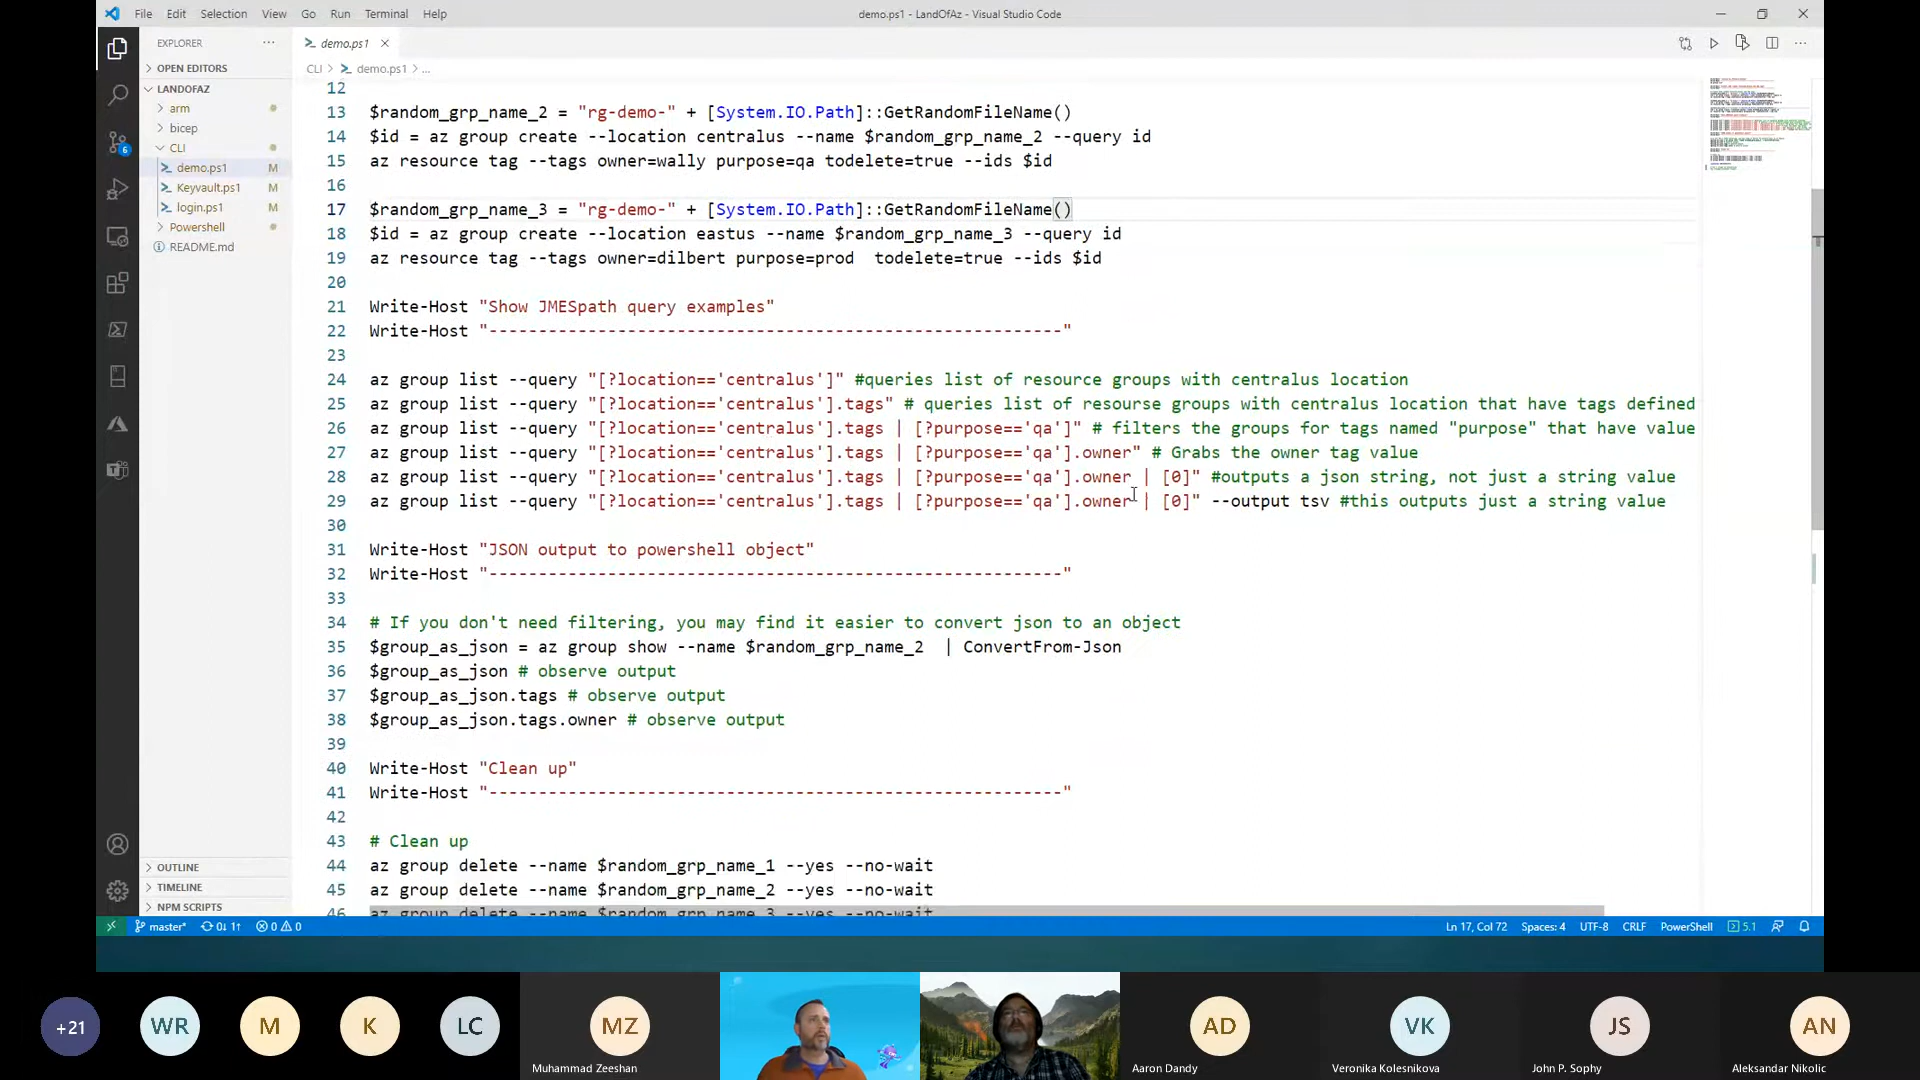 File Edit Selection View Go Run Terminal Help
demo.ps1 - LandOfAz - Visual Studio Code
EXPLORER
OPEN EDITORS
LANDOFAZ
arm
bicep
CLI
demo.ps1 M
Keyvault.ps1 M
login.ps1 M
Powershell
README.md
OUTLINE
TIMELINE
NPM SCRIPTS
6
demo.ps1
CLI > demo.ps1 > ...
12
13 $random_grp_name_2 = "rg-demo-" + [System.IO.Path]::GetRandomFileName()
14 $id = az group create --location centralus --name $random_grp_name_2 --query id
15 az resource tag --tags owner=wally purpose=qa todelete=true --ids $id
16
17 $random_grp_name_3 = "rg-demo-" + [System.IO.Path]::GetRandomFileName()
18 $id = az group create --location eastus --name $random_grp_name_3 --query id
19 az resource tag --tags owner=dilbert purpose=prod  todelete=true --ids $id
20
21 Write-Host "Show JMESpath query examples"
22 Write-Host "----------------------------------------------------------"
23
24 az group list --query "[?location=='centralus']" #queries list of resource groups with centralus location
25 az group list --query "[?location=='centralus'].tags" # queries list of resourse groups with centralus location that have tags defined
26 az group list --query "[?location=='centralus'].tags | [?purpose=='qa']" # filters the groups for tags named "purpose" that have value
27 az group list --query "[?location=='centralus'].tags | [?purpose=='qa'].owner" # Grabs the owner tag value
28 az group list --query "[?location=='centralus'].tags | [?purpose=='qa'].owner | [0]" #outputs a json string, not just a string value
29 az group list --query "[?location=='centralus'].tags | [?purpose=='qa'].owner | [0]" --output tsv #this outputs just a string value
30
31 Write-Host "JSON output to powershell object"
32 Write-Host "----------------------------------------------------------"
33
34 # If you don't need filtering, you may find it easier to convert json to an object
35 $group_as_json = az group show --name $random_grp_name_2  | ConvertFrom-Json
36 $group_as_json # observe output
37 $group_as_json.tags # observe output
38 $group_as_json.tags.owner # observe output
39
40 Write-Host "Clean up"
41 Write-Host "----------------------------------------------------------"
42
43 # Clean up
44 az group delete --name $random_grp_name_1 --yes --no-wait
45 az group delete --name $random_grp_name_2 --yes --no-wait
46 az group delete --name $random_grp_name_3 --yes --no-wait
master* 0↓ 1↑ 0 0
Ln 17, Col 72 Spaces: 4 UTF-8 CRLF PowerShell 5.1
+21 WR M K LC MZ AD VK JS AN
Muhammad Zeeshan
Aaron Dandy
Veronika Kolesnikova
John P. Sophy
Aleksandar Nikolic